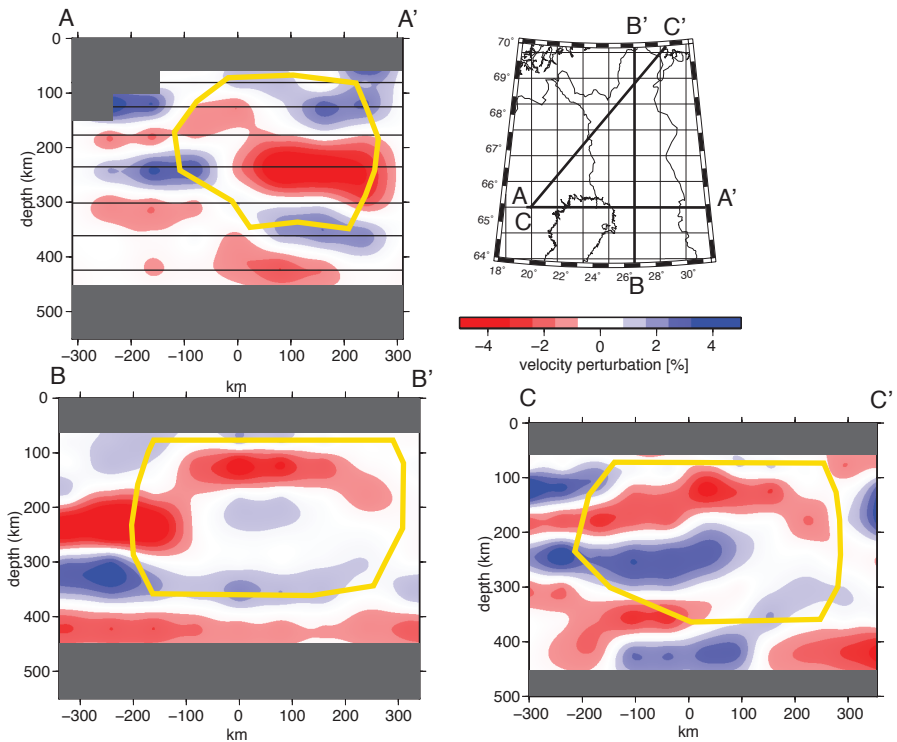 A
A'
0
100
200
300
400
500
depth (km)
−300 −200 −100 0 100 200 300
km
B'
C'
70˚
69˚
68˚
67˚
66˚
65˚
64˚
A
A'
C
18˚ 20˚ 22˚ 24˚ 26˚ 28˚ 30˚
B
−4 −2 0 2 4
velocity perturbation [%]
B
B'
0
100
200
300
400
500
depth (km)
−300 −200 −100 0 100 200 300
km
C
C'
0
100
200
300
400
500
depth (km)
−300 −200 −100 0 100 200 300
km